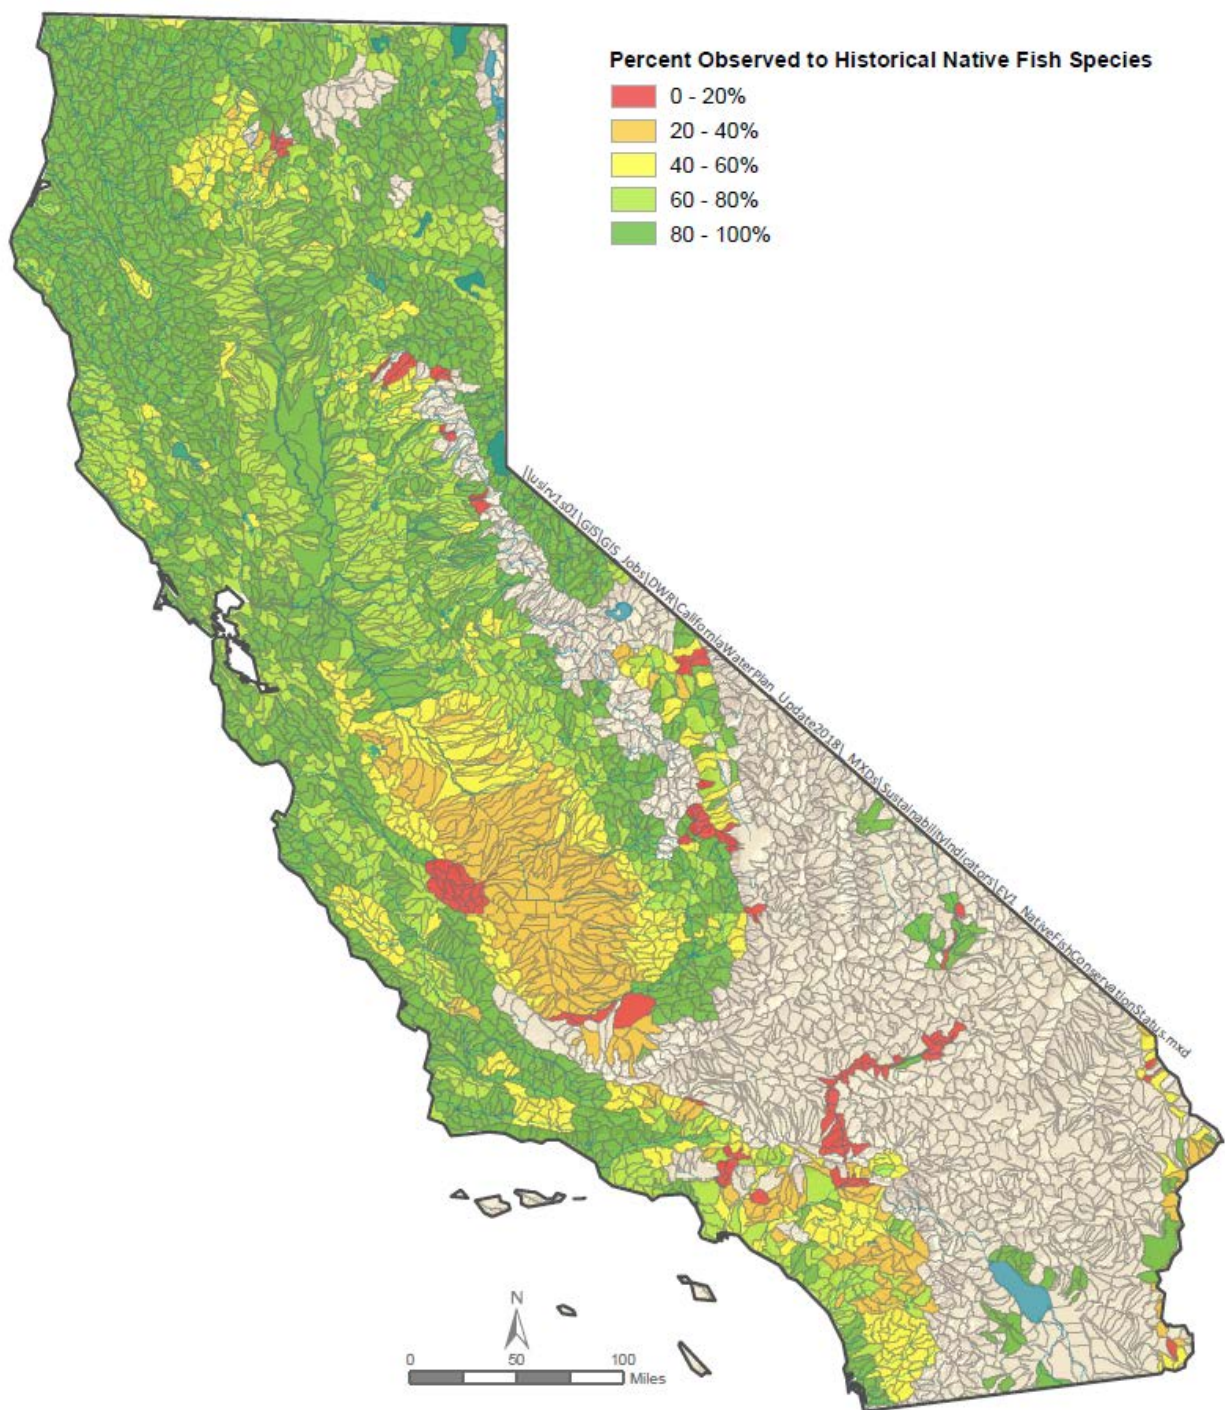 Percent Observed to Historical Native Fish Species
0 - 20%
20 - 40%
40 - 60%
60 - 80%
80 - 100%
\\usirv1s01\GIS\GIS_Jobs\DWR\CaliforniaWaterPlan_Update2018\_MXDs\SustainabilityIndicators\EV1_NativeFishConservationStatus.mxd
N
0 50 100
Miles